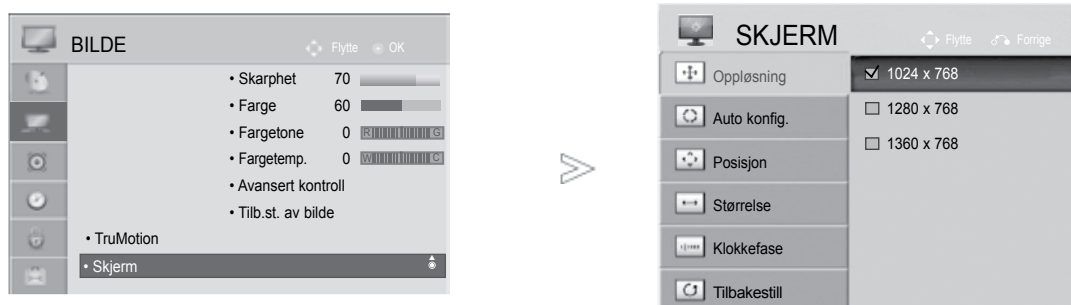 BILDE
Flytte OK
• Skarphet 70
• Farge 60
• Fargetone 0 R G
• Fargetemp. 0 W C
• Avansert kontroll
• Tilb.st. av bilde
• TruMotion
• Skjerm
SKJERM
Flytte Forrige
Oppløsning
Auto konfig.
Posisjon
Størrelse
Klokkefase
Tilbakestill
1024 x 768
1280 x 768
1360 x 768